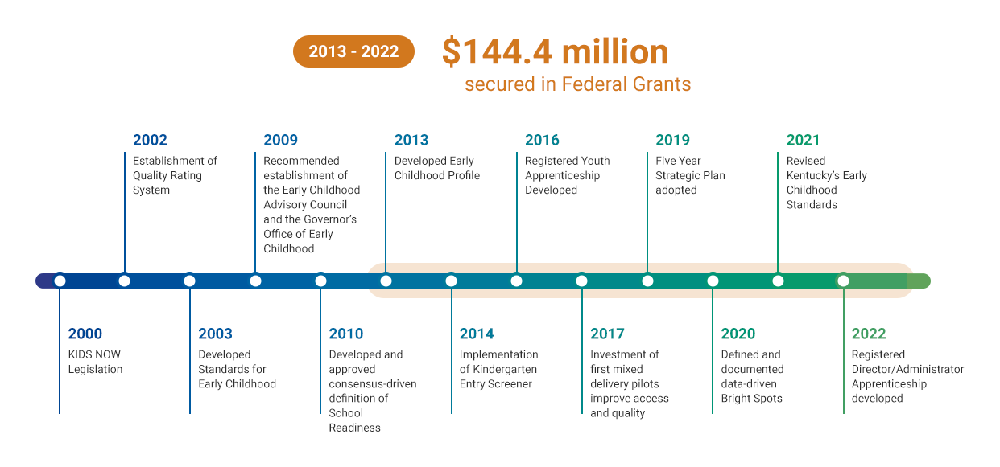 2013 - 2022
$144.4 million
secured in Federal Grants
2002
Establishment of
Quality Rating
System
2009
Recommended
establishment of
the Early Childhood
Advisory Council
and the Governor's
Office of Early
Childhood
2013
Developed Early
Childhood Profile
2016
Registered Youth
Apprenticeship
Developed
2019
Five Year
Strategic Plan
adopted
2021
Revised
Kentucky's Early
Childhood
Standards
2000
KIDS NOW
Legislation
2003
Developed
Standards for
Early Childhood
2010
Developed and
approved
consensus-driven
definition of
School
Readiness
2014
Implementation
of Kindergarten
Entry Screener
2017
Investment of
first mixed
delivery pilots
improve access
and quality
2020
Defined and
documented
data-driven
Bright Spots
2022
Registered
Director/Administrator
Apprenticeship
developed